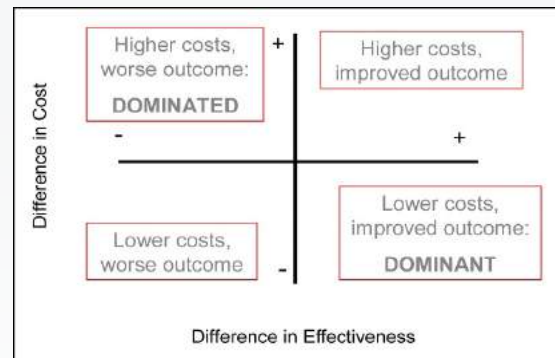 Higher costs,
worse outcome:
DOMINATED
+
Higher costs,
improved outcome
-
+
Difference in Cost
Lower costs,
worse outcome
-
Lower costs,
improved outcome:
DOMINANT
Difference in Effectiveness